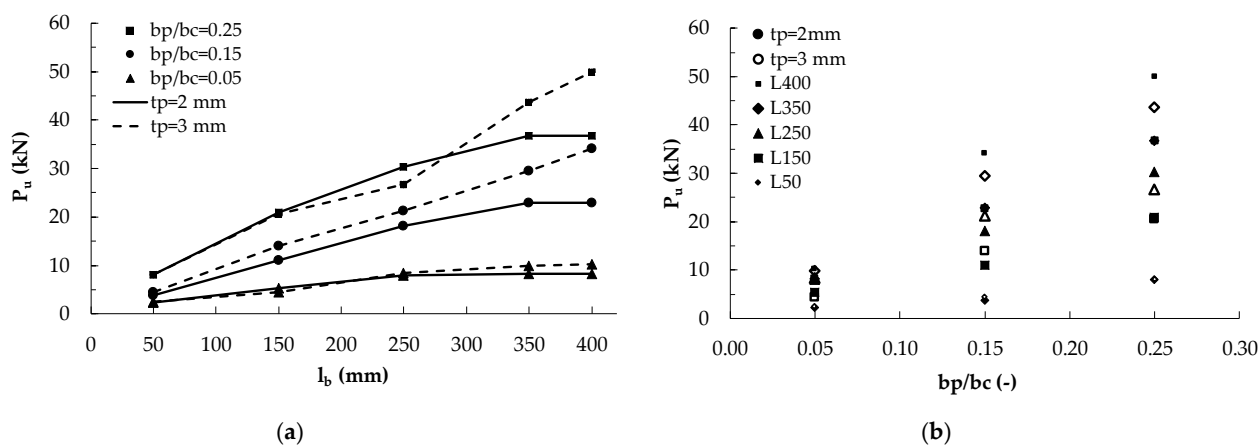 60
50
40
30
20
10
0
P_u (kN)
bp/bc=0.25
bp/bc=0.15
bp/bc=0.05
tp=2 mm
tp=3 mm
0 50 100 150 200 250 300 350 400
l_b (mm)
(a)
60
50
40
30
20
10
0
P_u (kN)
tp=2mm
tp=3 mm
L400
L350
L250
L150
L50
0.00 0.05 0.10 0.15 0.20 0.25 0.30
bp/bc (-)
(b)